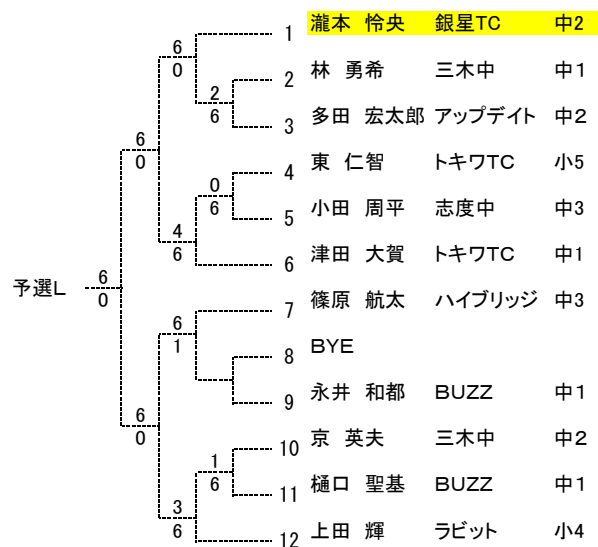 1 瀧本 怜央 銀星TC 中2
6
0
2 林 勇希 三木中 中1
2
6
3 多田 宏太郎 アップデイト 中2
6
0
4 東 仁智 トキワTC 小5
0
6
5 小田 周平 志度中 中3
4
6
6 津田 大賀 トキワTC 中1
予選L
6
0
7 篠原 航太 ハイブリッジ 中3
6
1
8 BYE
9 永井 和都 BUZZ 中1
6
0
10 京 英夫 三木中 中2
1
6
11 樋口 聖基 BUZZ 中1
3
6
12 上田 輝 ラビット 小4